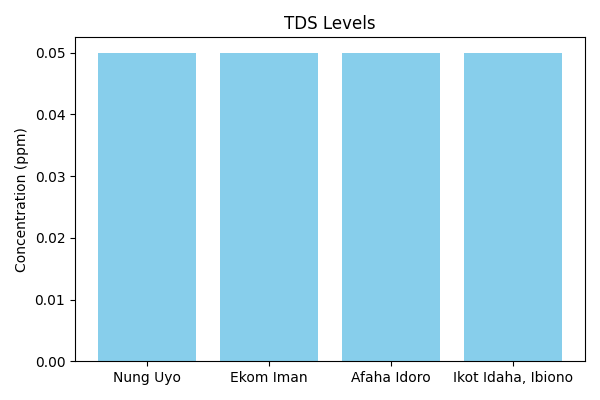 TDS Levels
Concentration (ppm)
0.05
0.04
0.03
0.02
0.01
0.00
Nung Uyo
Ekom Iman
Afaha Idoro
Ikot Idaha, Ibiono